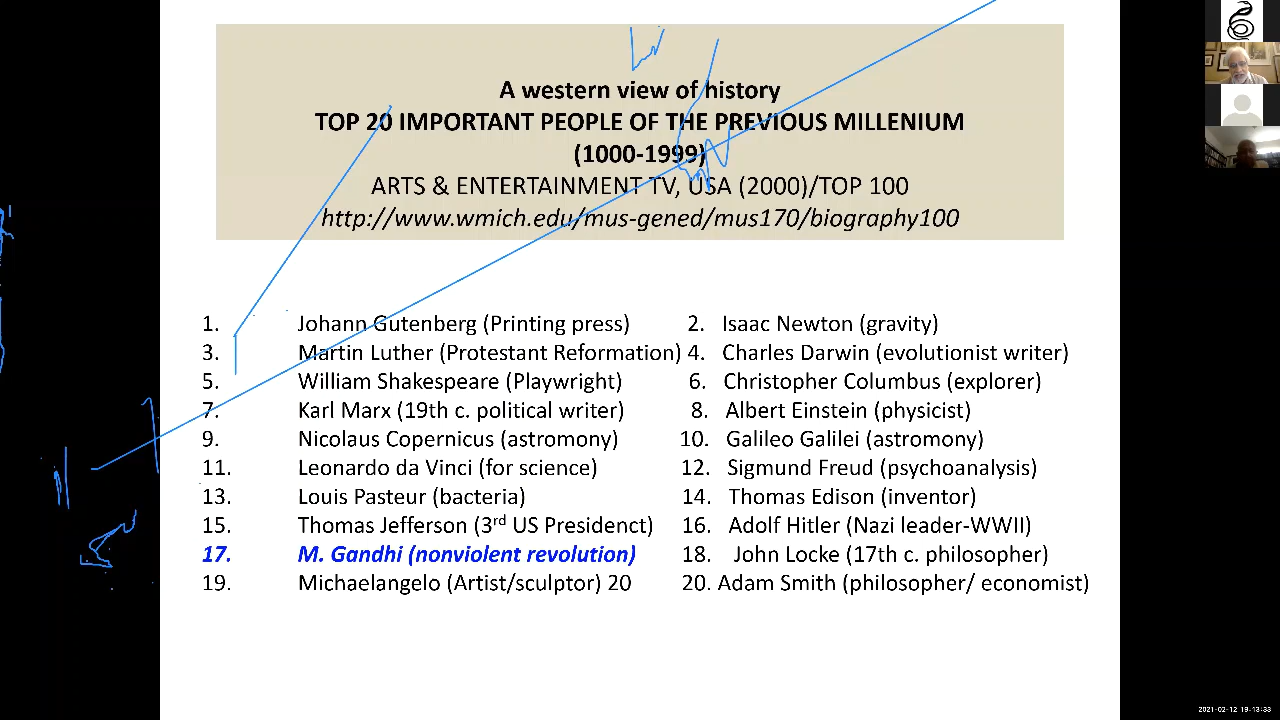 A western view of history
TOP 20 IMPORTANT PEOPLE OF THE PREVIOUS MILLENIUM
(1000-1999)
ARTS & ENTERTAINMENT TV, USA (2000)/TOP 100
http://www.wmich.edu/mus-gened/mus170/biography100
1. Johann Gutenberg (Printing press) 2. Isaac Newton (gravity)
3. Martin Luther (Protestant Reformation) 4. Charles Darwin (evolutionist writer)
5. William Shakespeare (Playwright) 6. Christopher Columbus (explorer)
7. Karl Marx (19th c. political writer) 8. Albert Einstein (physicist)
9. Nicolaus Copernicus (astromony) 10. Galileo Galilei (astromony)
11. Leonardo da Vinci (for science) 12. Sigmund Freud (psychoanalysis)
13. Louis Pasteur (bacteria) 14. Thomas Edison (inventor)
15. Thomas Jefferson (3rd US Presidenct) 16. Adolf Hitler (Nazi leader-WWII)
17. M. Gandhi (nonviolent revolution) 18. John Locke (17th c. philosopher)
19. Michaelangelo (Artist/sculptor) 20 20. Adam Smith (philosopher/ economist)
2021-02-12 19-13-33